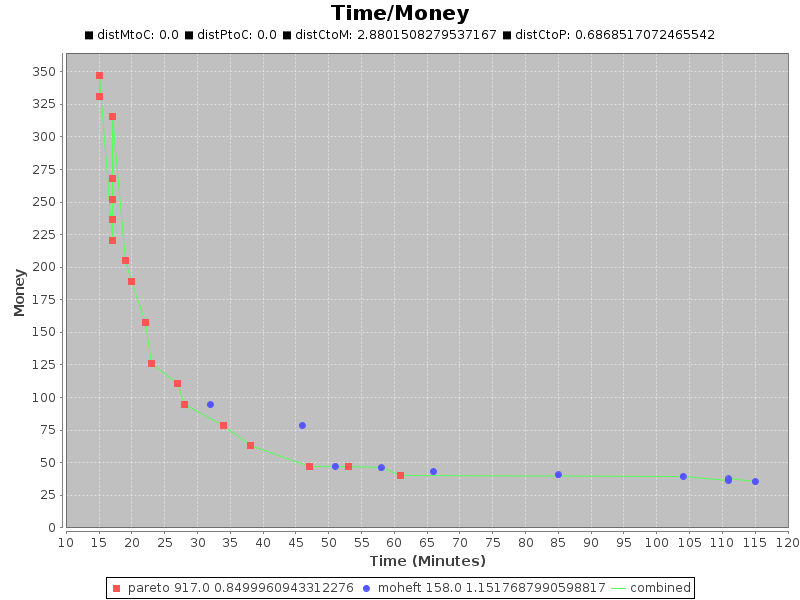 Time/Money
distMtoC: 0.0 distPtoC: 0.0 distCtoM: 2.8801508279537167 distCtoP: 0.6868517072465542
350
325
300
275
250
225
200
175
150
125
100
75
50
25
0
Money
10 15 20 25 30 35 40 45 50 55 60 65 70 75 80 85 90 95 100 105 110 115 120
Time (Minutes)
pareto 917.0 0.8499960943312276 moheft 158.0 1.1517687990598817 combined